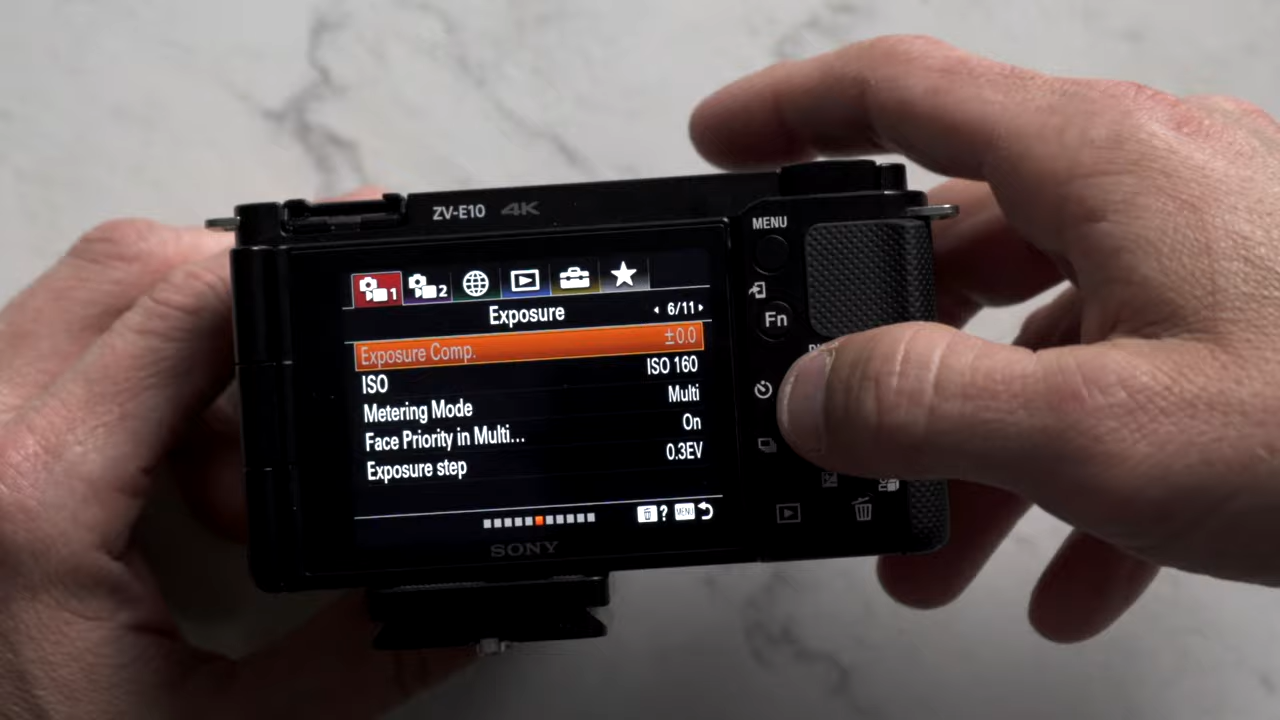 ZV-E10 4K
MENU
1 2
Exposure 6/11
Exposure Comp. ±0.0
ISO ISO 160
Metering Mode Multi
Face Priority in Multi... On
Exposure step 0.3EV
? MENU
Fn
SONY